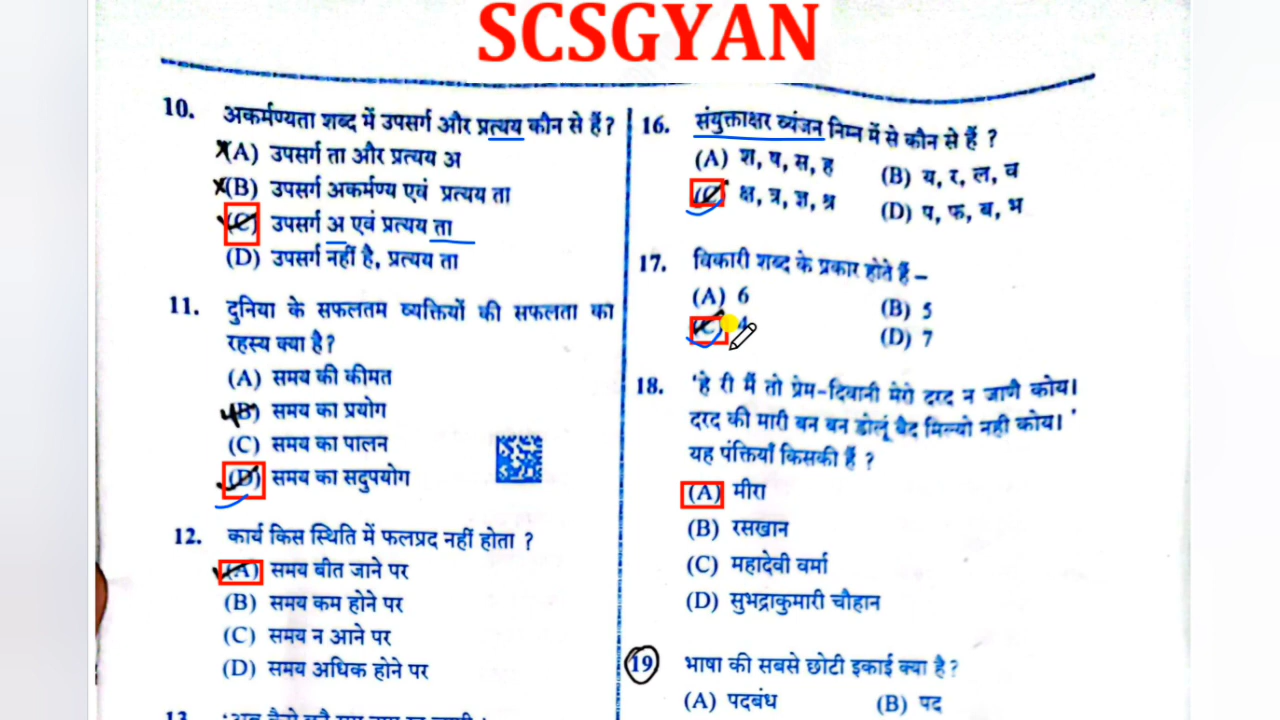 SCSGYAN
10. अकर्मण्यता शब्द में उपसर्ग और प्रत्यय कौन से हैं?
(A) उपसर्ग ता और प्रत्यय अ
(B) उपसर्ग अकर्मण्य एवं प्रत्यय ता
(C) उपसर्ग अ एवं प्रत्यय ता
(D) उपसर्ग नहीं है, प्रत्यय ता
11. दुनिया के सफलतम व्यक्तियों की सफलता का
रहस्य क्या है?
(A) समय की कीमत
(B) समय का प्रयोग
(C) समय का पालन
(D) समय का सदुपयोग
12. कार्य किस स्थिति में फलप्रद नहीं होता ?
(A) समय बीत जाने पर
(B) समय कम होने पर
(C) समय न आने पर
(D) समय अधिक होने पर
13.
16. संयुक्ताक्षर व्यंजन निम्न में से कौन से हैं ?
(A) श, ष, स, ह (B) य, र, ल, व
(C) क्ष, त्र, ज्ञ, श्र (D) प, फ, ब, भ
17. विकारी शब्द के प्रकार होते हैं –
(A) 6 (B) 5
(C) 4 (D) 7
18. 'हे री मैं तो प्रेम-दिवानी मेरो दरद न जाणै कोय।
दरद की मारी बन बन डोलूं बैद मिल्यो नही कोय।'
यह पंक्तियाँ किसकी हैं ?
(A) मीरा
(B) रसखान
(C) महादेवी वर्मा
(D) सुभद्राकुमारी चौहान
19 भाषा की सबसे छोटी इकाई क्या है?
(A) पदबंध (B) पद